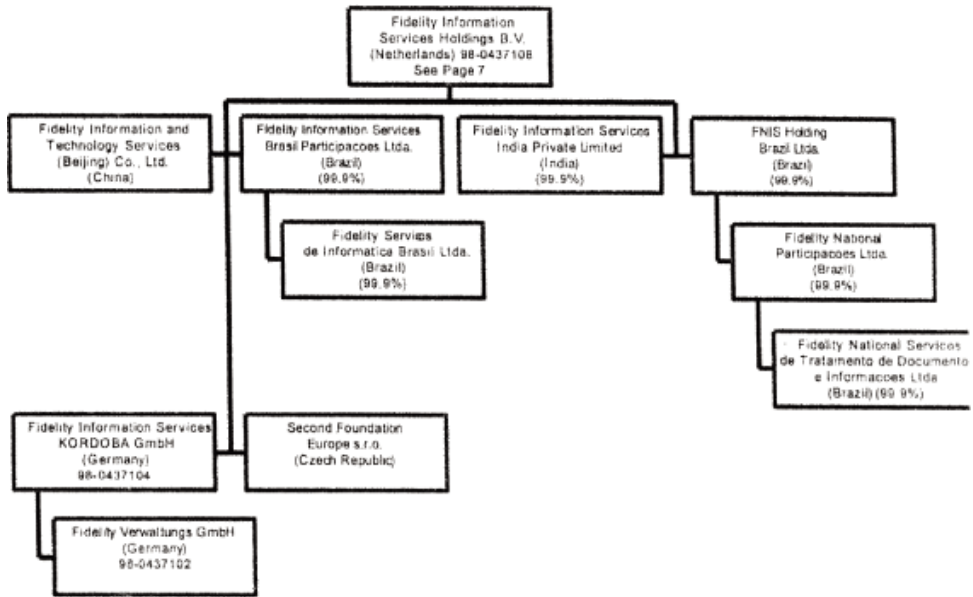 Fidelity Information
Services Holdings B.V.
(Netherlands) 98-0437108
See Page 7
Fidelity Information and
Technology Services
(Beijing) Co., Ltd.
(China)
Fidelity Information Services
Brasil Participacoes Ltda.
(Brazil)
(99.9%)
Fidelity Information Services
India Private Limited
(India)
(99.9%)
FNIS Holding
Brazil Ltda.
(Brazil)
(99.9%)
Fidelity Serviços
de Informatica Brasil Ltda.
(Brazil)
(99.9%)
Fidelity National
Participacoes Ltda.
(Brazil)
(99.9%)
Fidelity National Services
de Tratamento de Documento
e Informacoes Ltda
(Brazil) (99.9%)
Fidelity Information Services
KORDOBA GmbH
(Germany)
98-0437104
Second Foundation
Europe s.r.o.
(Czech Republic)
Fidelity Verwaltungs GmbH
(Germany)
98-0437102